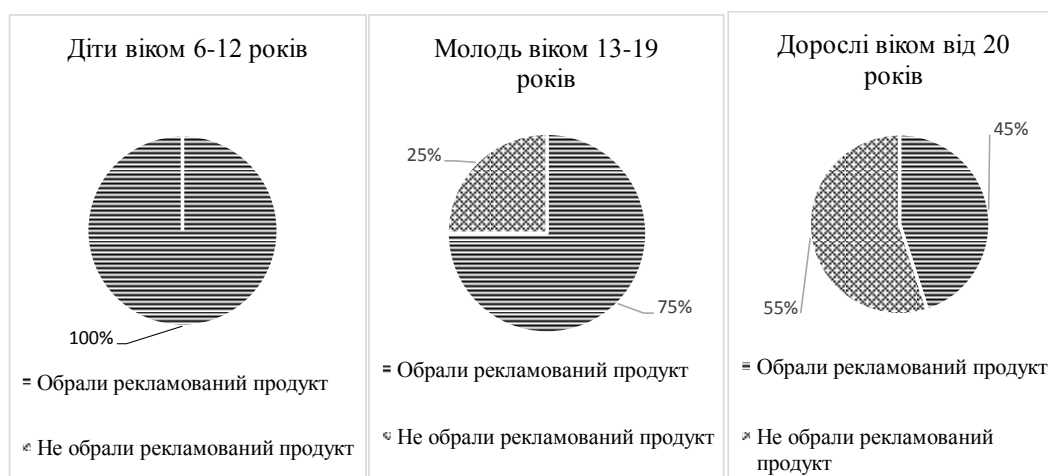 Діти віком 6-12 років
100%
Обрали рекламований продукт
Не обрали рекламований продукт
Молодь віком 13-19
років
25%
75%
Обрали рекламований продукт
Не обрали рекламований продукт
Дорослі віком від 20
років
45%
55%
Обрали рекламований продукт
Не обрали рекламований
продукт